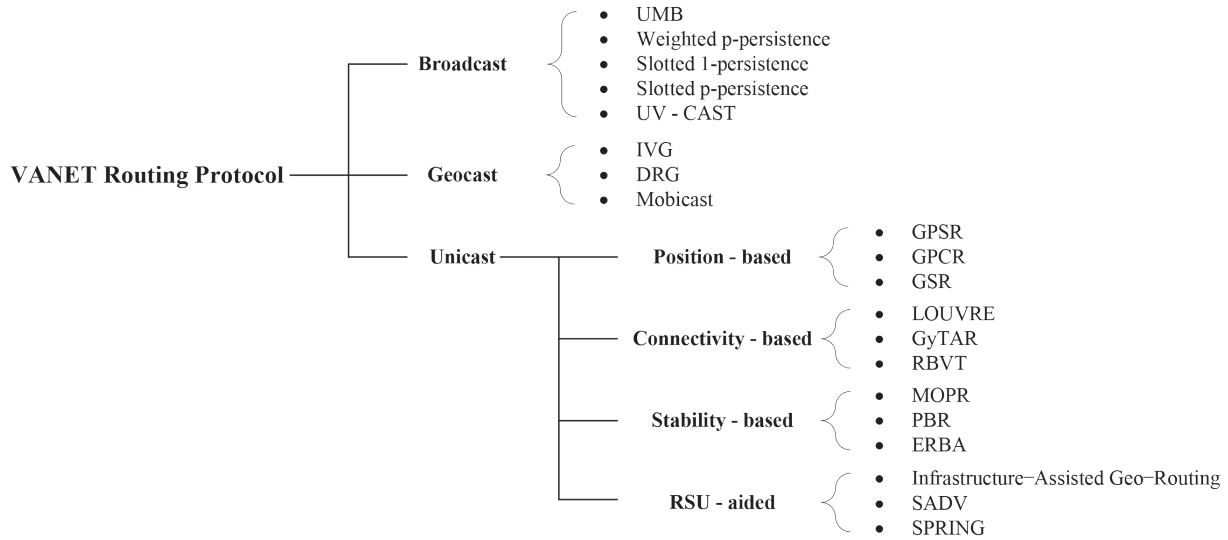 VANET Routing Protocol
Broadcast
• UMB
• Weighted p-persistence
• Slotted 1-persistence
• Slotted p-persistence
• UV - CAST
Geocast
• IVG
• DRG
• Mobicast
Unicast
Position - based
• GPSR
• GPCR
• GSR
Connectivity - based
• LOUVRE
• GyTAR
• RBVT
Stability - based
• MOPR
• PBR
• ERBA
RSU - aided
• Infrastructure−Assisted Geo−Routing
• SADV
• SPRING